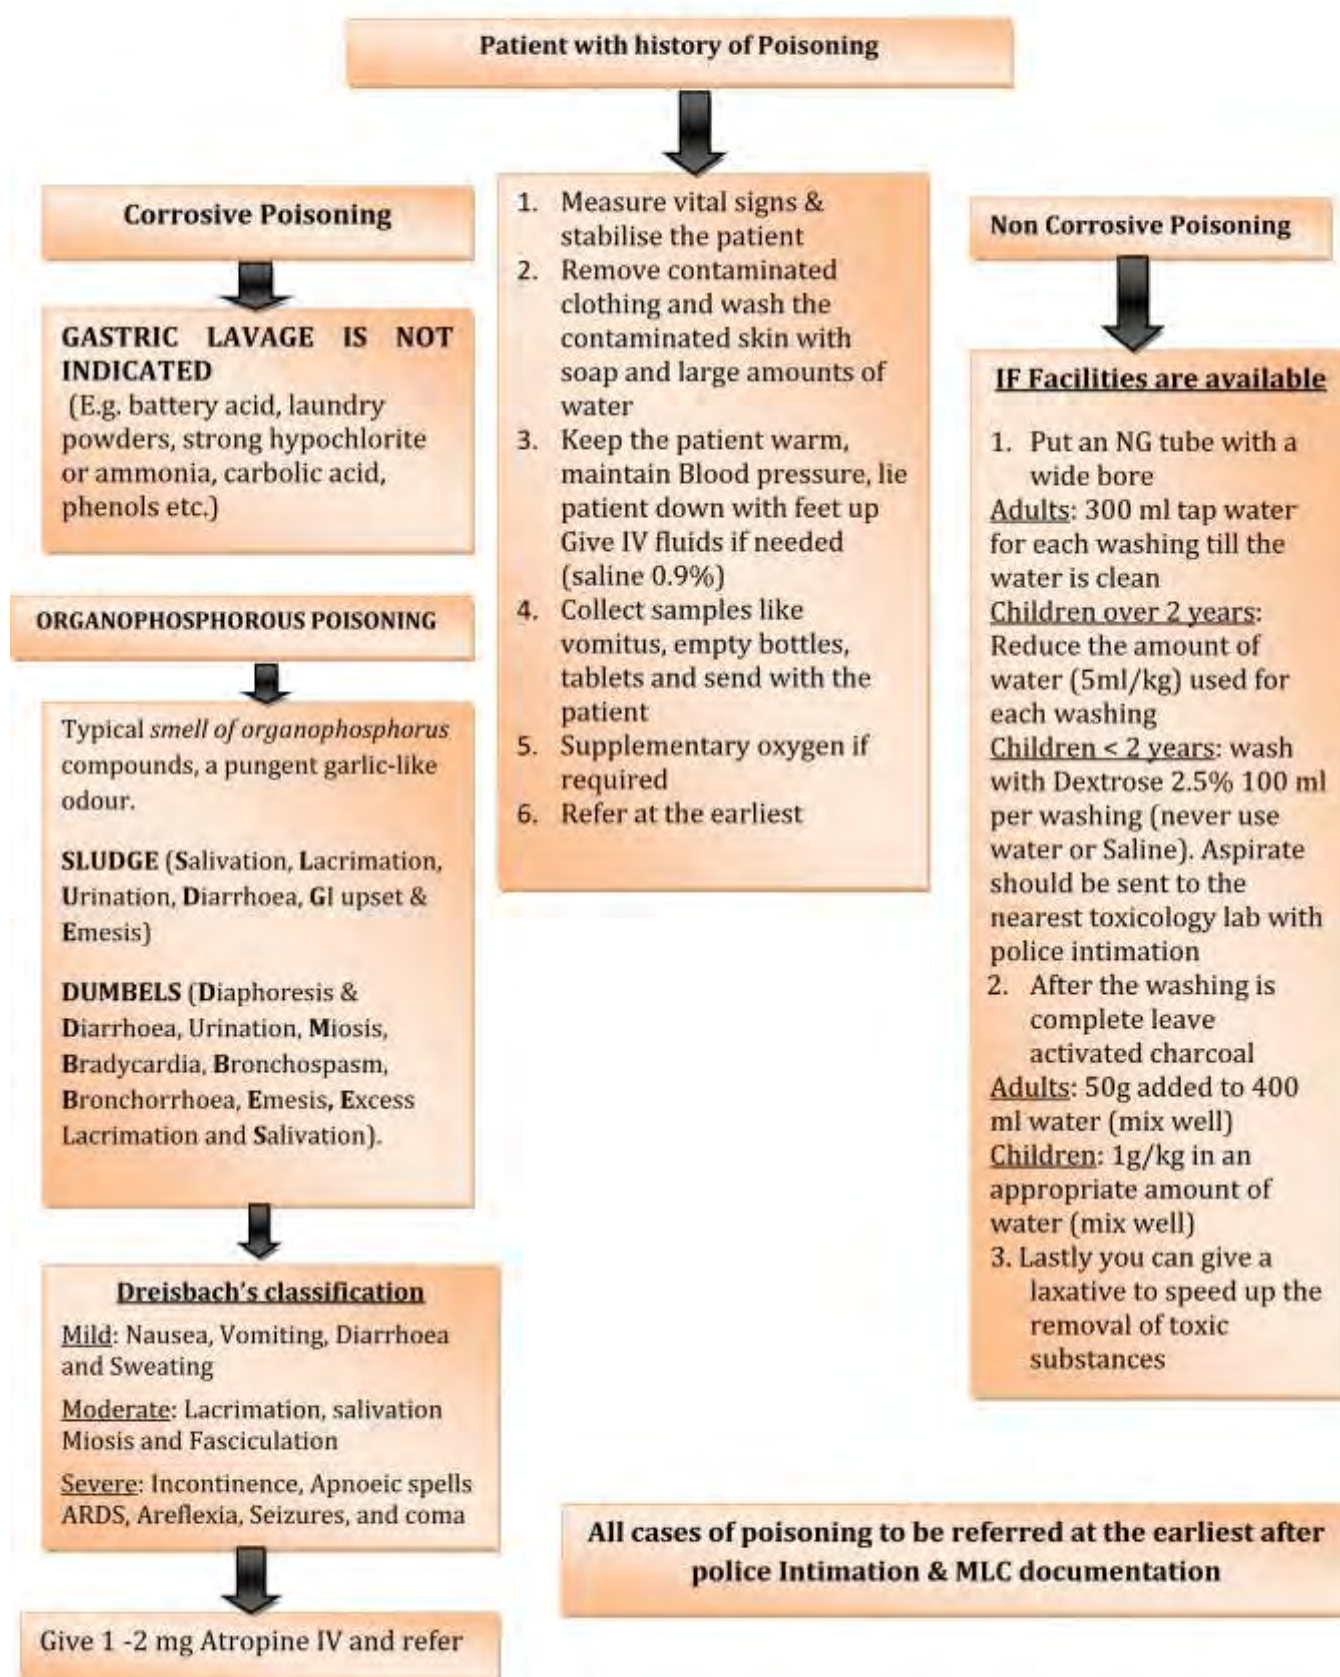 Patient with history of Poisoning
Corrosive Poisoning
GASTRIC LAVAGE IS NOT
INDICATED
(E.g. battery acid, laundry
powders, strong hypochlorite
or ammonia, carbolic acid,
phenols etc.)
ORGANOPHOSPHOROUS POISONING
Typical smell of organophosphorus
compounds, a pungent garlic-like
odour.
SLUDGE (Salivation, Lacrimation,
Urination, Diarrhoea, GI upset &
Emesis)
DUMBELS (Diaphoresis &
Diarrhoea, Urination, Miosis,
Bradycardia, Bronchospasm,
Bronchorrhoea, Emesis, Excess
Lacrimation and Salivation).
Dreisbach's classification
Mild: Nausea, Vomiting, Diarrhoea
and Sweating
Moderate: Lacrimation, salivation
Miosis and Fasciculation
Severe: Incontinence, Apnoeic spells
ARDS, Areflexia, Seizures, and coma
Give 1 -2 mg Atropine IV and refer
1. Measure vital signs &
stabilise the patient
2. Remove contaminated
clothing and wash the
contaminated skin with
soap and large amounts of
water
3. Keep the patient warm,
maintain Blood pressure, lie
patient down with feet up
Give IV fluids if needed
(saline 0.9%)
4. Collect samples like
vomitus, empty bottles,
tablets and send with the
patient
5. Supplementary oxygen if
required
6. Refer at the earliest
Non Corrosive Poisoning
IF Facilities are available
1. Put an NG tube with a
wide bore
Adults: 300 ml tap water
for each washing till the
water is clean
Children over 2 years:
Reduce the amount of
water (5ml/kg) used for
each washing
Children < 2 years: wash
with Dextrose 2.5% 100 ml
per washing (never use
water or Saline). Aspirate
should be sent to the
nearest toxicology lab with
police intimation
2. After the washing is
complete leave
activated charcoal
Adults: 50g added to 400
ml water (mix well)
Children: 1g/kg in an
appropriate amount of
water (mix well)
3. Lastly you can give a
laxative to speed up the
removal of toxic
substances
All cases of poisoning to be referred at the earliest after
police Intimation & MLC documentation